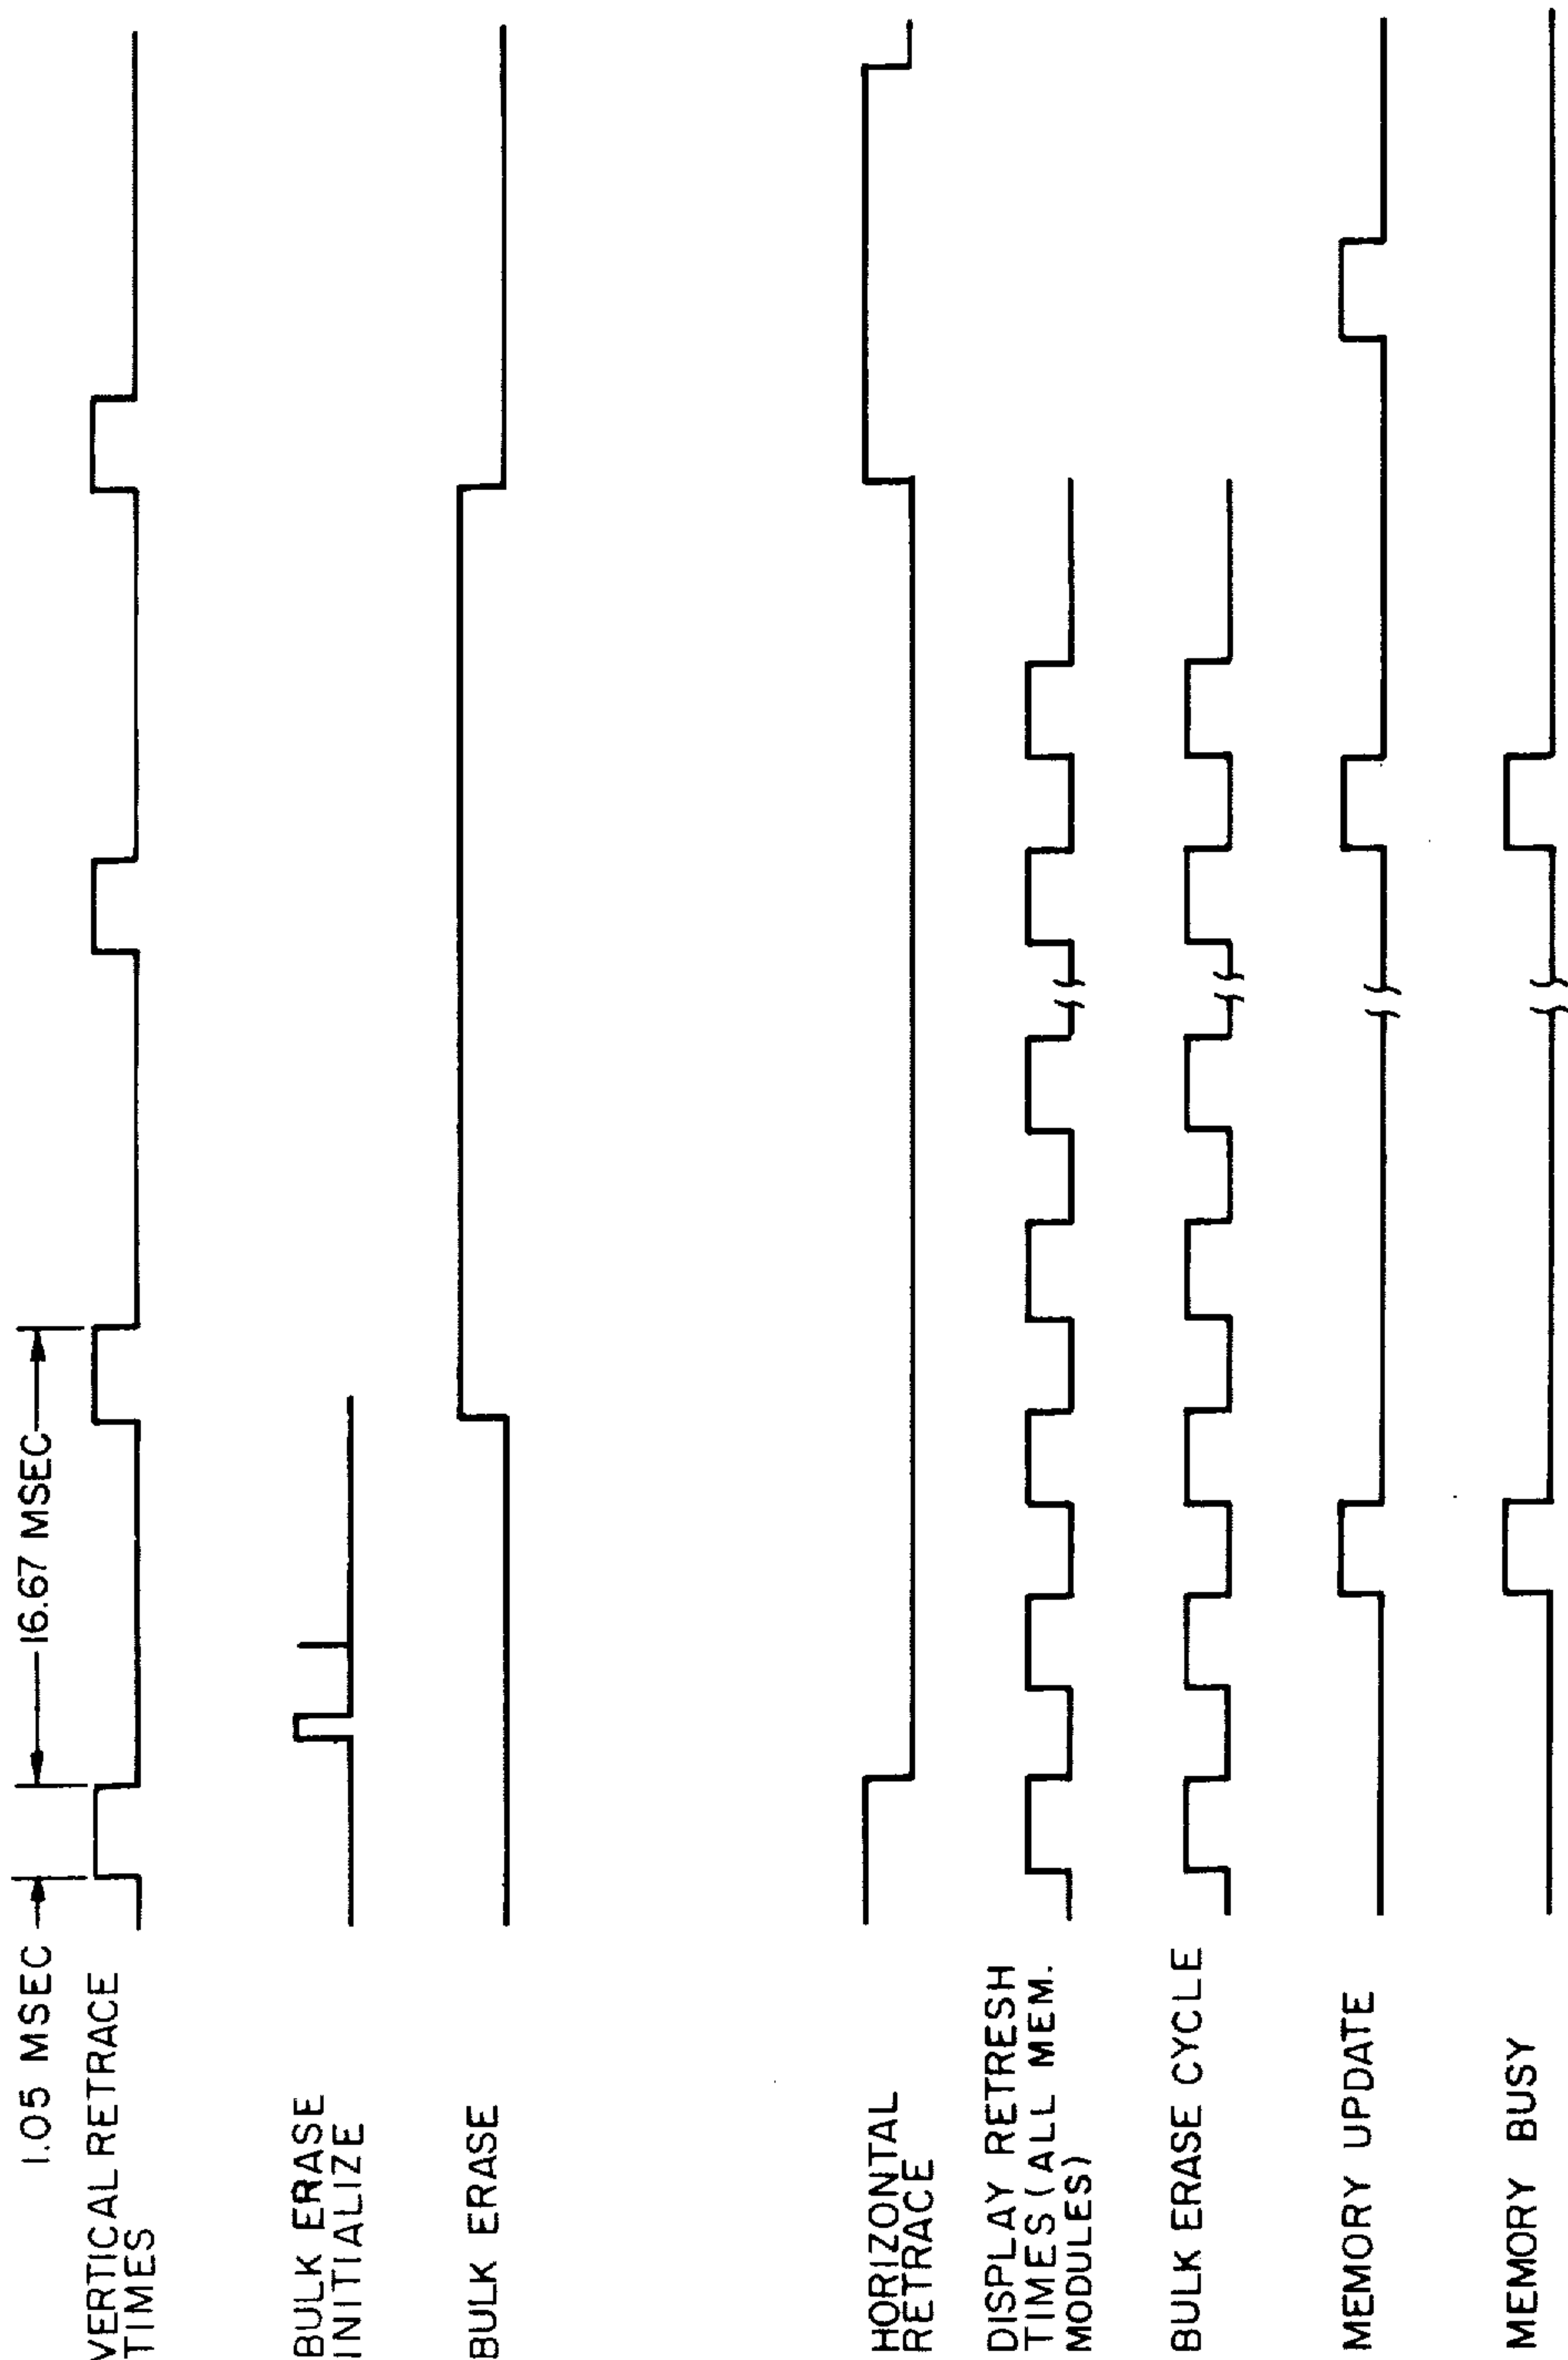 1.05 MSEC
16.67 MSEC
VERTICAL RETRACE
TIMES
BULK ERASE
INITIALIZE
BULK ERASE
HORIZONTAL
RETRACE
DISPLAY RETRESH
TIMES (ALL MEM.
MODULES)
BULK ERASE CYCLE
MEMORY UPDATE
MEMORY BUSY